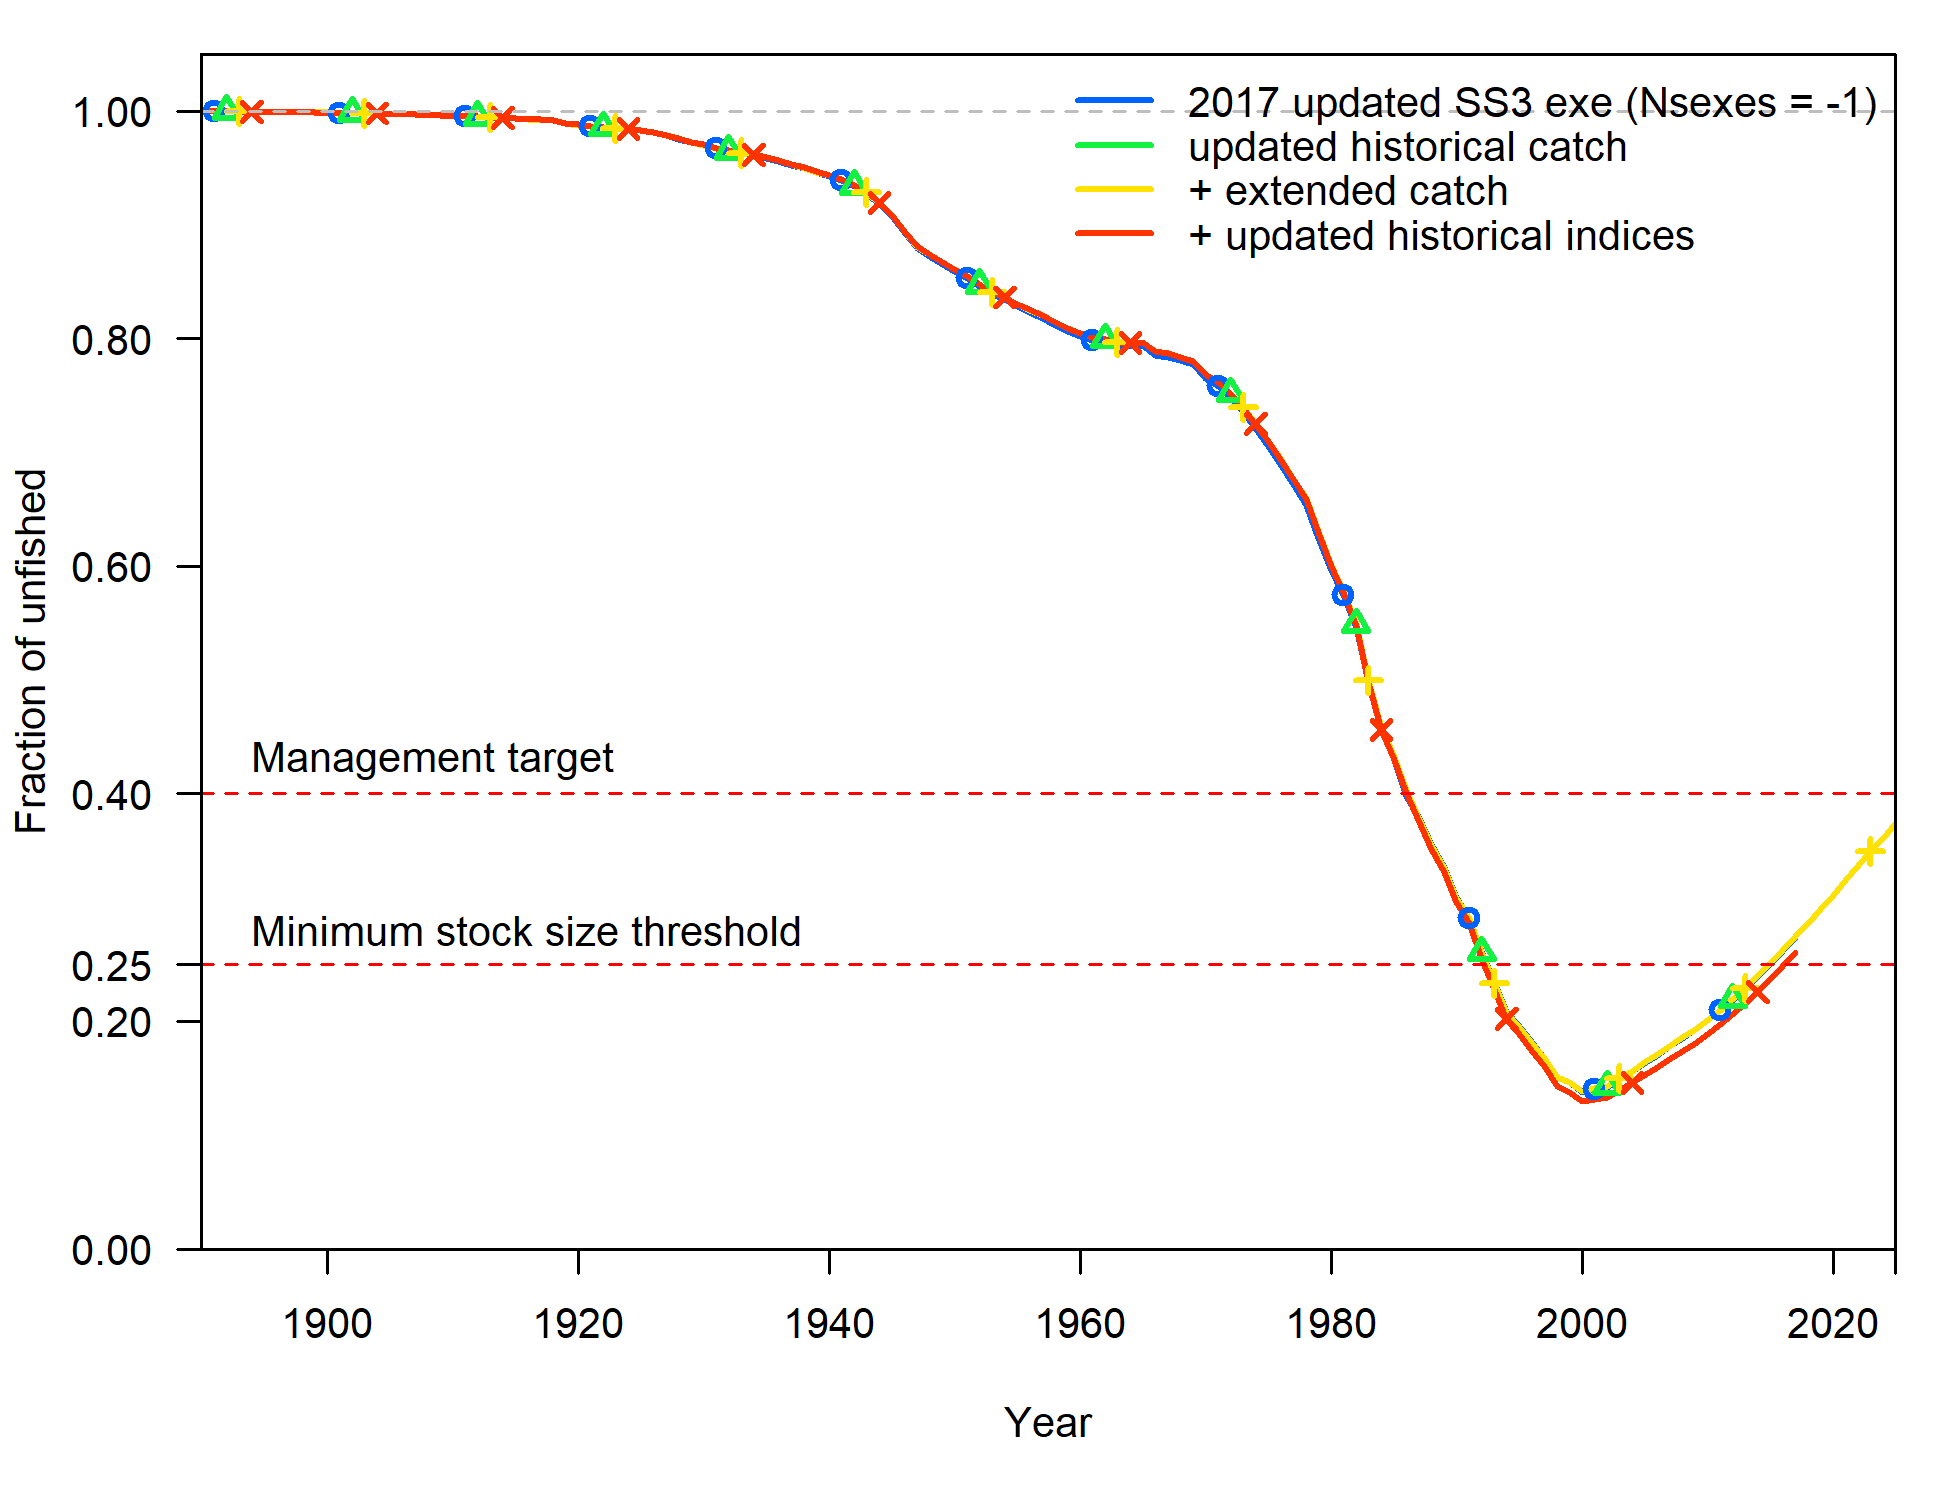 2017 updated SS3 exe (Nsexes = -1)
updated historical catch
+ extended catch
+ updated historical indices
Fraction of unfished
1.00
0.80
0.60
0.40
0.25
0.20
0.00
Management target
Minimum stock size threshold
1900
1920
1940
1960
1980
2000
2020
Year